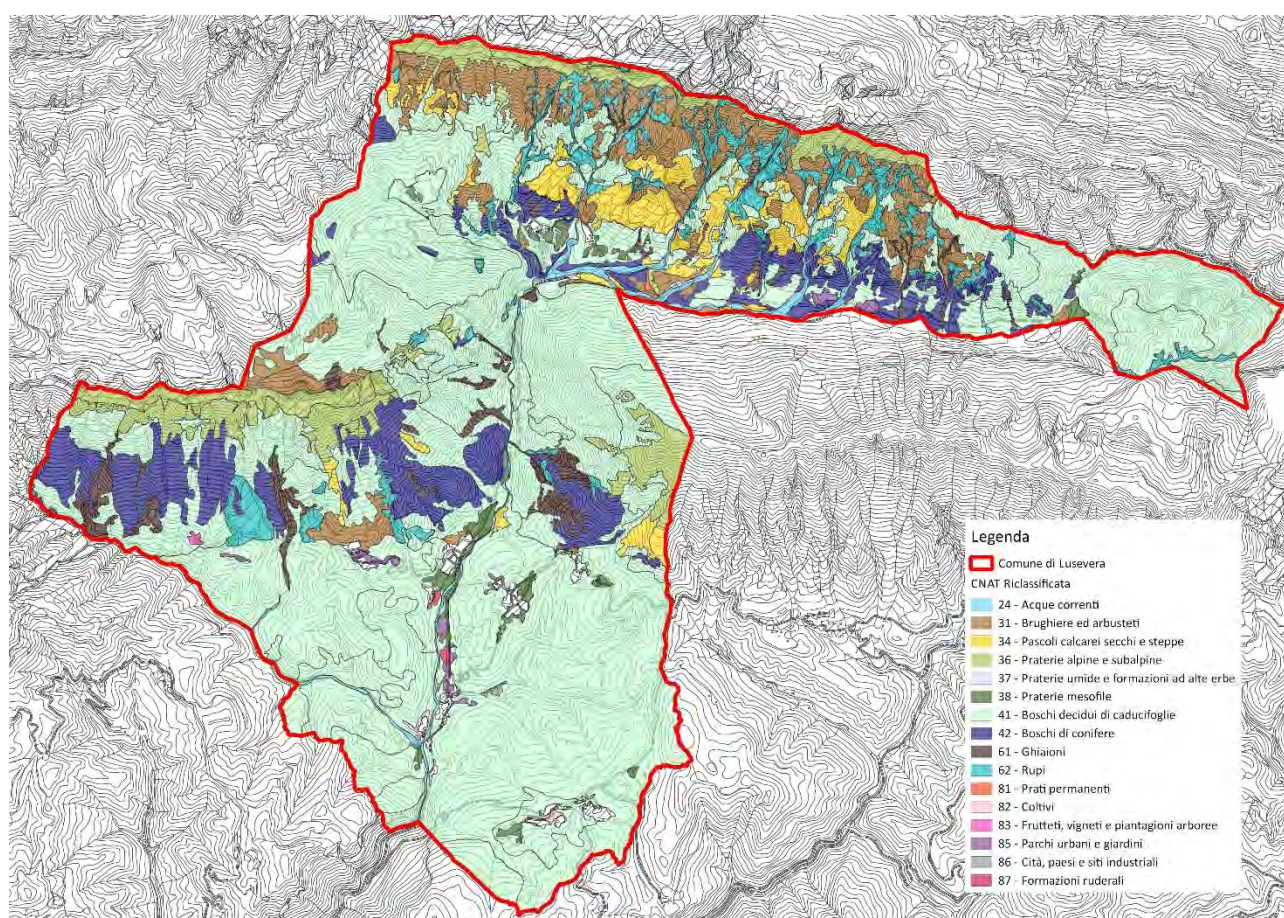 Legenda
Comune di Lusevera
CNAT Riclassificata
24 - Acque correnti
31 - Brughiere ed arbusteti
34 - Pascoli calcarei secchi e steppe
36 - Praterie alpine e subalpine
37 - Praterie umide e formazioni ad alte erbe
38 - Praterie mesofile
41 - Boschi decidui di caducifoglie
42 - Boschi di conifere
61 - Ghiaioni
62 - Rupi
81 - Prati permanenti
82 - Coltivi
83 - Frutteti, vigneti e piantagioni arboree
85 - Parchi urbani e giardini
86 - Cità, paesi e siti industriali
87 - Formazioni ruderali